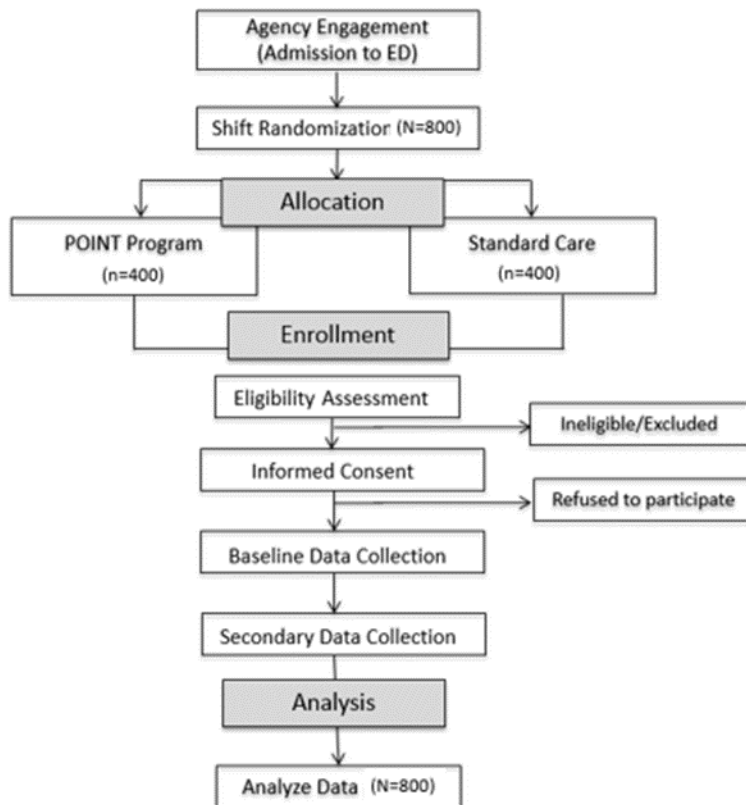 Agency Engagement
(Admission to ED)
Shift Randomization (N=800)
Allocation
POINT Program
(n=400)
Standard Care
(n=400)
Enrollment
Eligibility Assessment
Ineligible/Excluded
Informed Consent
Refused to participate
Baseline Data Collection
Secondary Data Collection
Analysis
Analyze Data (N=800)